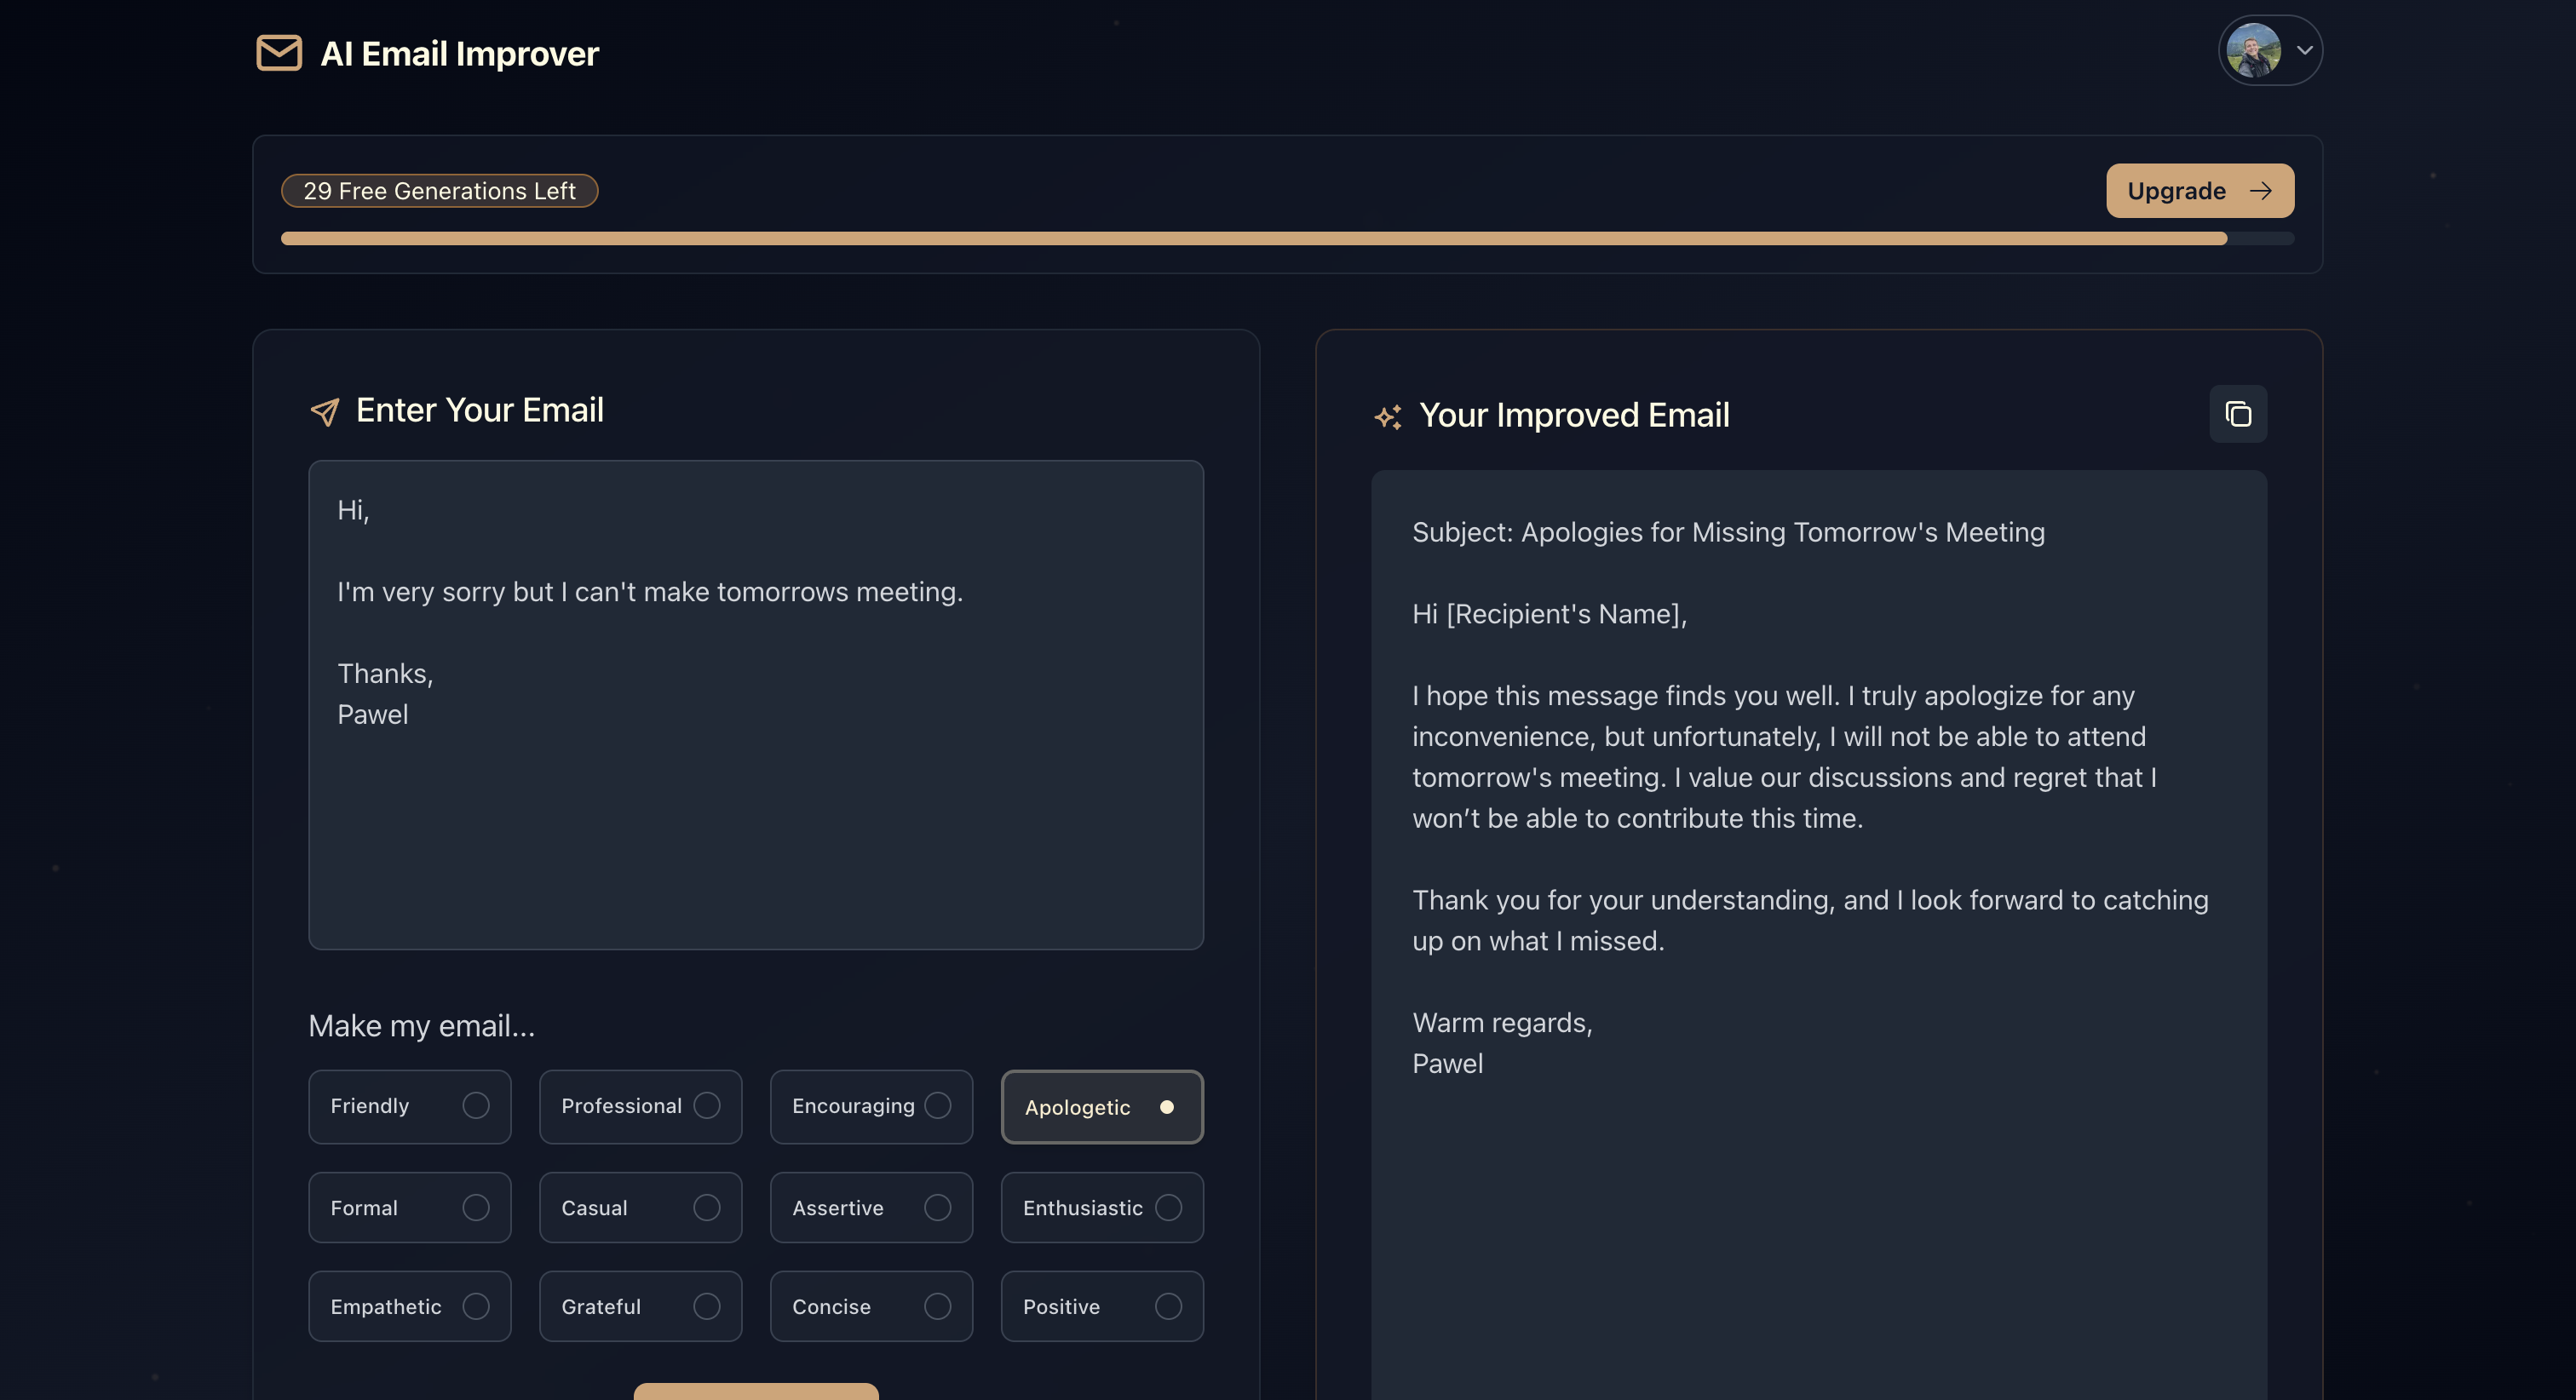 AI Email Improver
29 Free Generations Left
Upgrade
Enter Your Email
Hi,
I'm very sorry but I can't make tomorrows meeting.
Thanks,
Pawel
Make my email...
Friendly
Professional
Encouraging
Apologetic
Formal
Casual
Assertive
Enthusiastic
Empathetic
Grateful
Concise
Positive
Your Improved Email
Subject: Apologies for Missing Tomorrow's Meeting
Hi [Recipient's Name],
I hope this message finds you well. I truly apologize for any
inconvenience, but unfortunately, I will not be able to attend
tomorrow's meeting. I value our discussions and regret that I
won’t be able to contribute this time.
Thank you for your understanding, and I look forward to catching
up on what I missed.
Warm regards,
Pawel